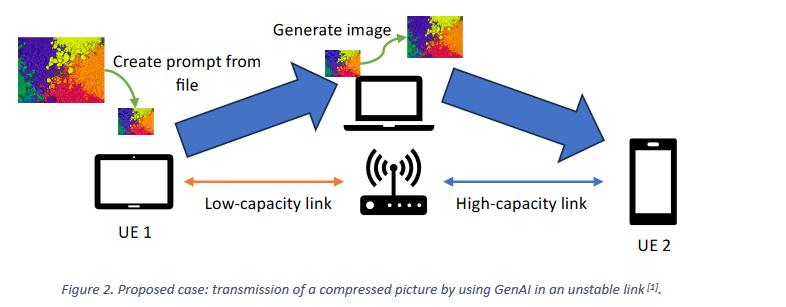 Generate image
Create prompt from
file
Low-capacity link
High-capacity link
UE 1
UE 2
Figure 2. Proposed case: transmission of a compressed picture by using GenAI in an unstable link [1].